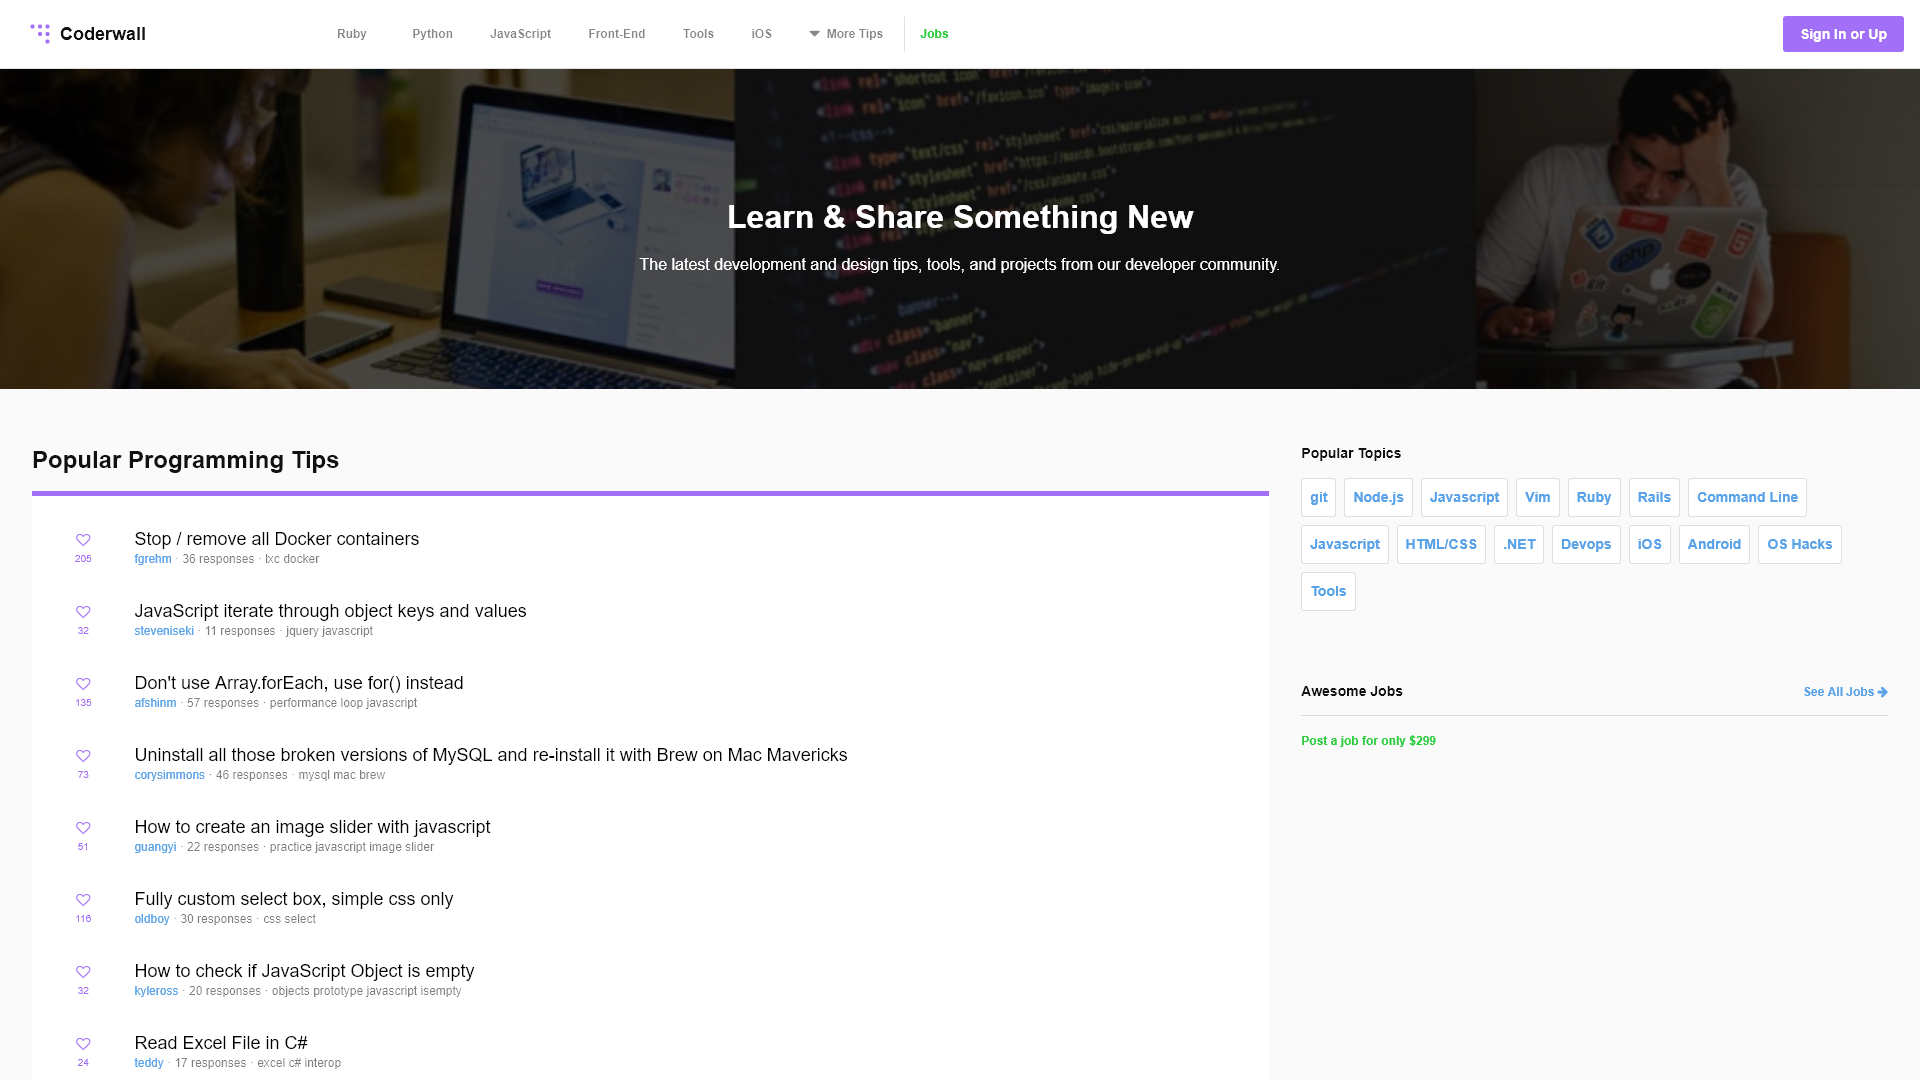 Coderwall
Ruby
Python
JavaScript
Front-End
Tools
iOS
More Tips
Jobs
Sign In or Up
Learn & Share Something New
The latest development and design tips, tools, and projects from our developer community.
Popular Programming Tips
205
Stop / remove all Docker containers
fgrehm · 36 responses · lxc docker
32
JavaScript iterate through object keys and values
steveniseki · 11 responses · jquery javascript
135
Don't use Array.forEach, use for() instead
afshinm · 57 responses · performance loop javascript
73
Uninstall all those broken versions of MySQL and re-install it with Brew on Mac Mavericks
corysimmons · 46 responses · mysql mac brew
51
How to create an image slider with javascript
guangyi · 22 responses · practice javascript image slider
116
Fully custom select box, simple css only
oldboy · 30 responses · css select
32
How to check if JavaScript Object is empty
kyleross · 20 responses · objects prototype javascript isempty
24
Read Excel File in C#
teddy · 17 responses · excel c# interop
Popular Topics
git Node.js Javascript Vim Ruby Rails Command Line
Javascript HTML/CSS .NET Devops iOS Android OS Hacks
Tools
Awesome Jobs
See All Jobs
Post a job for only $299